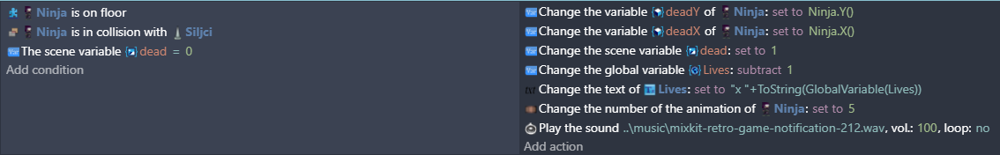 Ninja is on floor
Ninja is in collision with Siljci
The scene variable dead = 0
Add condition
Change the variable deadY of Ninja: set to Ninja.Y()
Change the variable deadX of Ninja: set to Ninja.X()
Change the scene variable dead: set to 1
Change the global variable Lives: subtract 1
Change the text of Lives: set to "x "+ToString(GlobalVariable(Lives))
Change the number of the animation of Ninja: set to 5
Play the sound ..\music\mixkit-retro-game-notification-212.wav, vol.: 100, loop: no
Add action